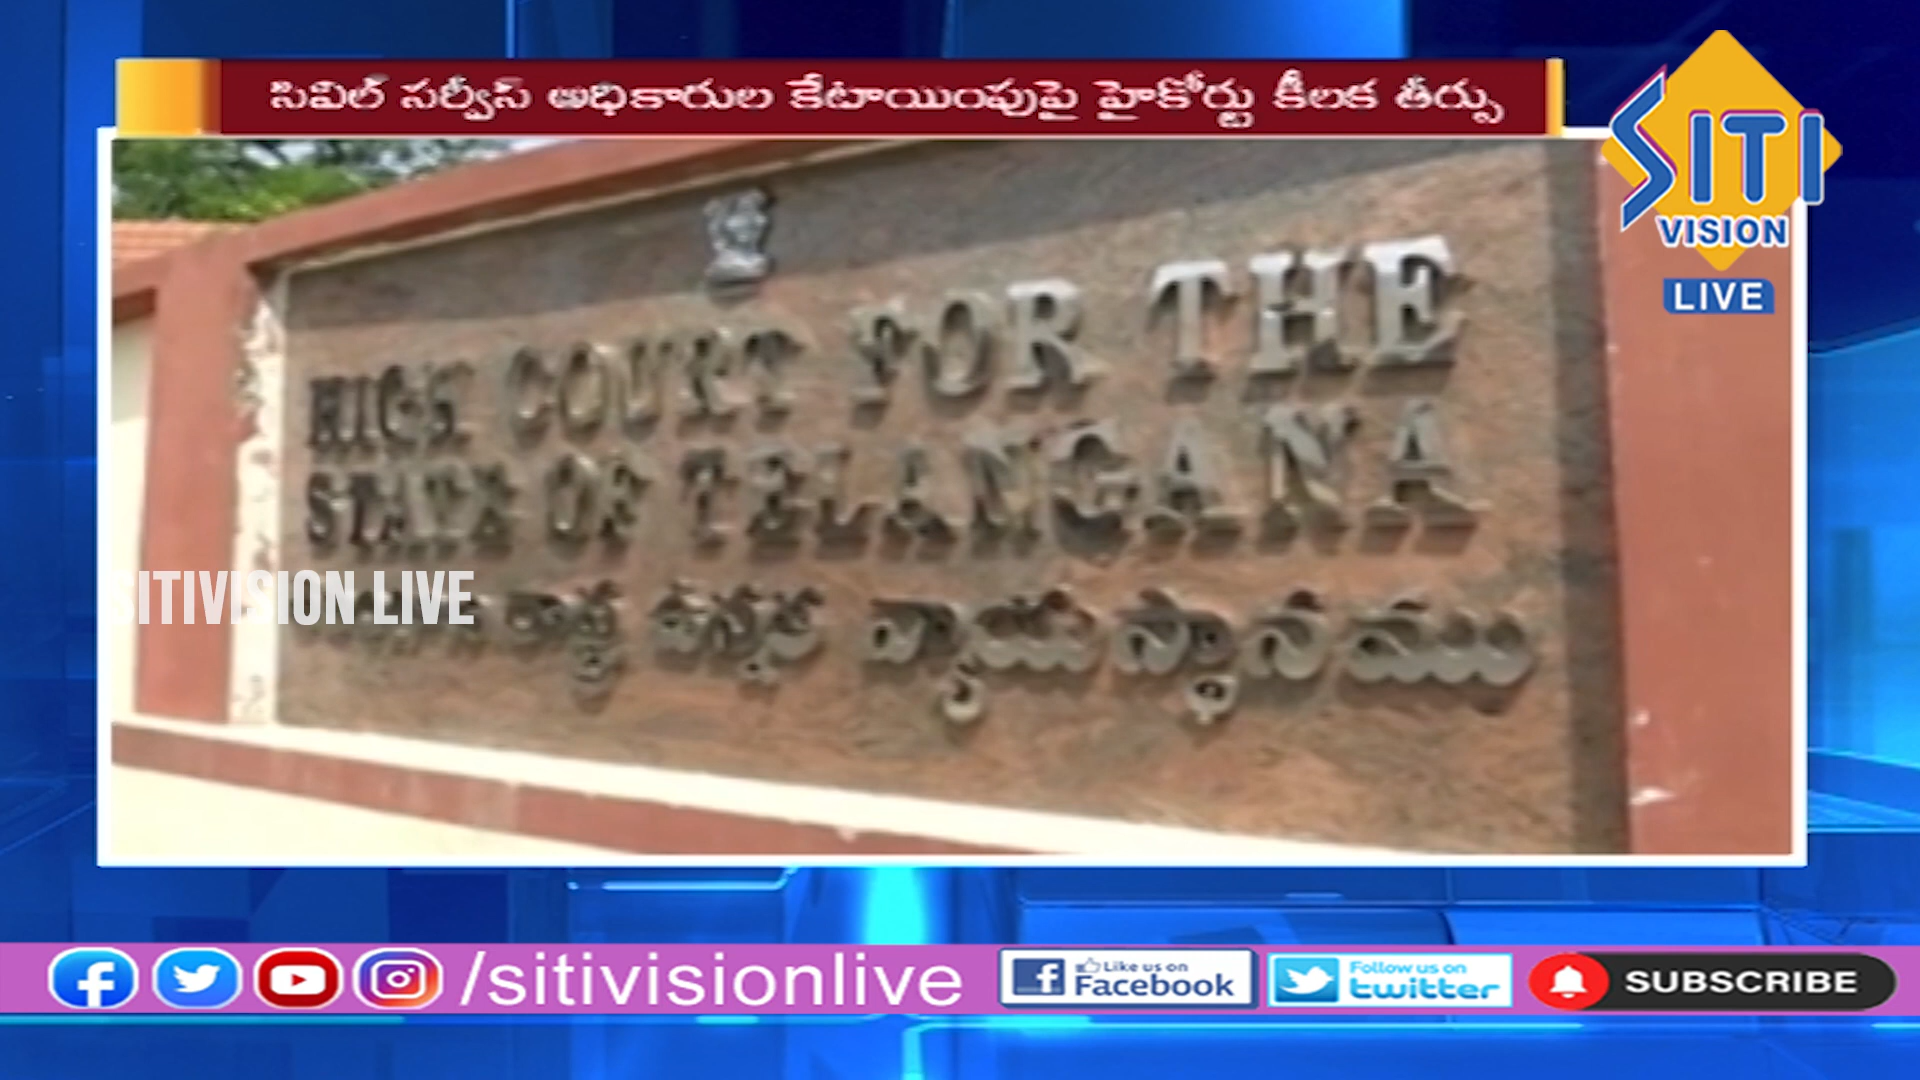 సివిల్ సర్వీస్ అధికారుల కేటాయింపుపై హైకోర్టు కీలక తీర్పు
SITI
VISION
LIVE
HIGH COURT FOR THE
STATE OF TELANGANA
రాష్ట్ర ఉన్నత న్యాయస్థానము
SITIVISION LIVE
/sitivisionlive
Like us on
Facebook
Follow us on
twitter
SUBSCRIBE